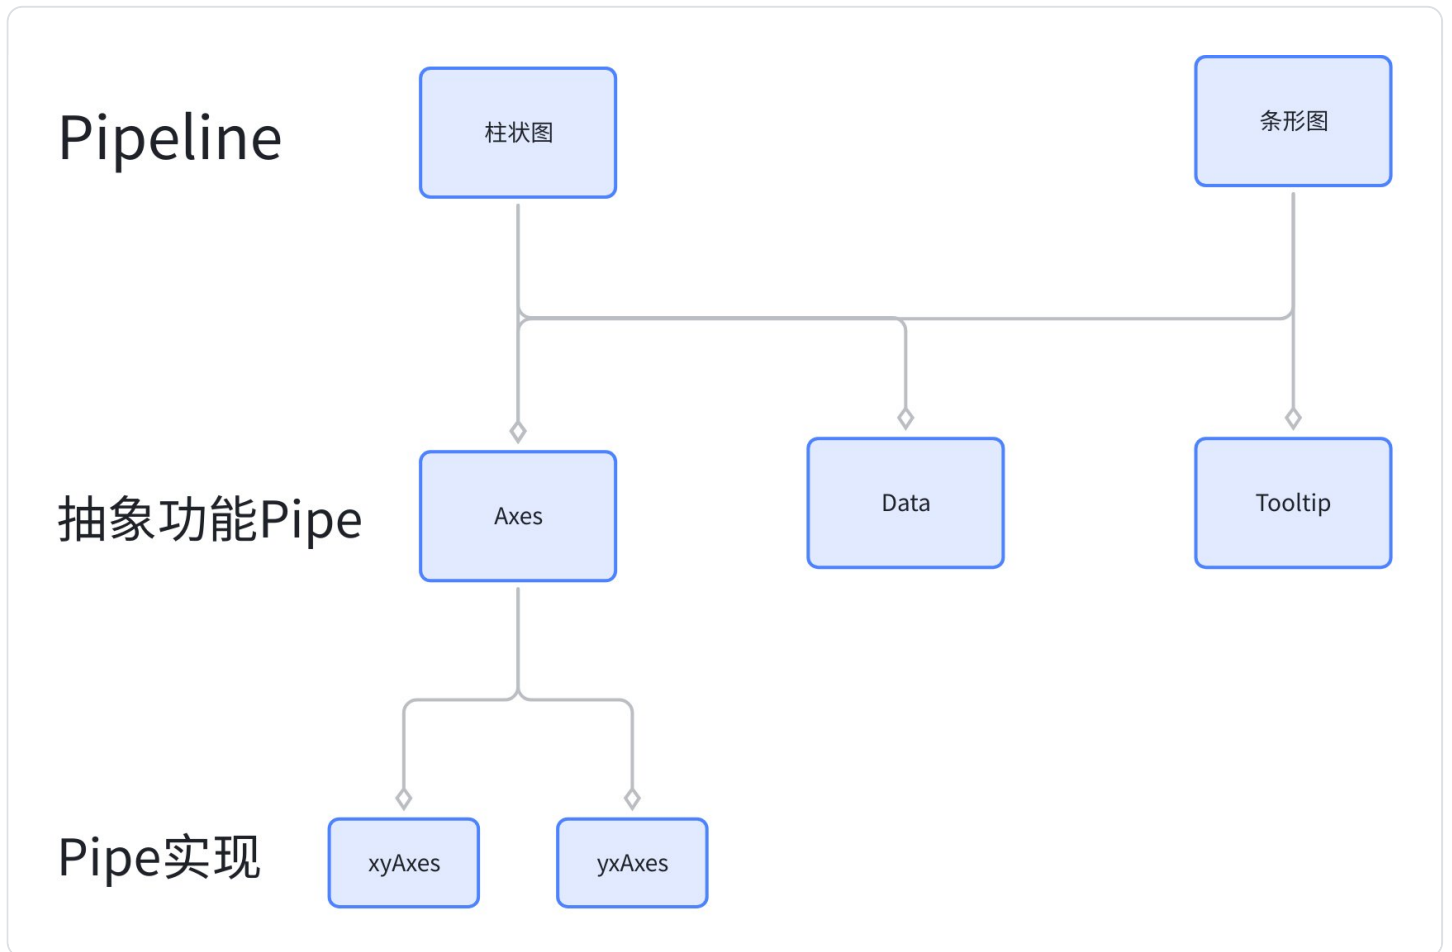 Pipeline
柱状图
条形图
抽象功能Pipe
Axes
Data
Tooltip
Pipe实现
xyAxes
yxAxes